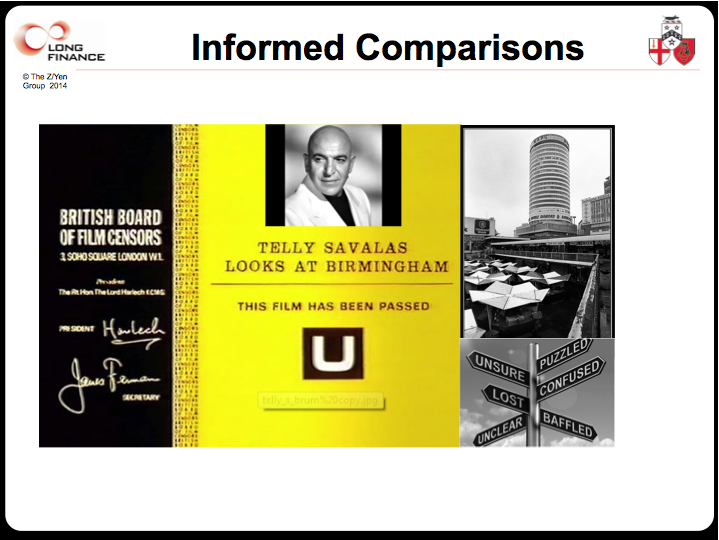 LONG
FINANCE
Informed Comparisons
© The Z/Yen
Group 2014
BRITISH BOARD
OF FILM CENSORS
3, SOHO SQUARE LONDON W.1.
President
The Rt Hon The Lord Harlech K.C.M.G.
PRESIDENT Harlech
James Ferman
SECRETARY
TELLY SAVALAS
LOOKS AT BIRMINGHAM
THIS FILM HAS BEEN PASSED
U
telly_s_brum%20copy.jpg
UNSURE
PUZZLED
CONFUSED
LOST
UNCLEAR
BAFFLED